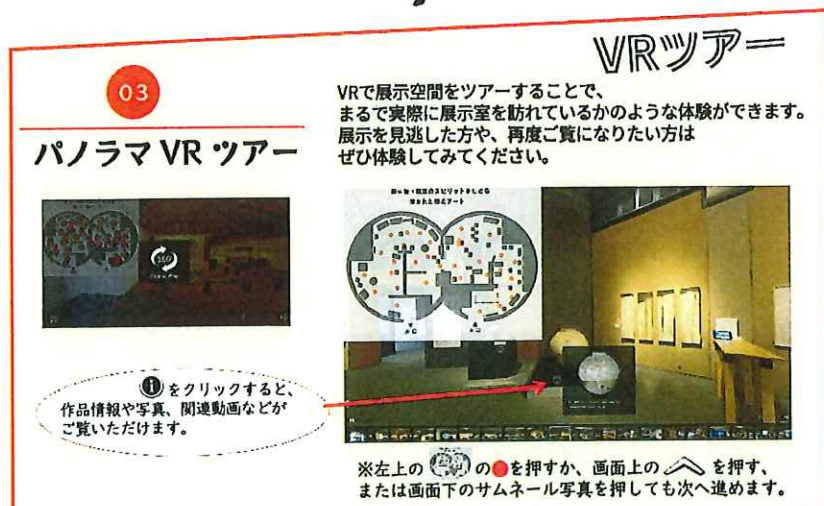 VRツアー
03
パノラマ VR ツアー
VRで展示空間をツアーすることで、
まるで実際に展示室を訪れているかのような体験ができます。
展示を見逃した方や、再度ご覧になりたい方は
ぜひ体験してみてください。
iをクリックすると、
作品情報や写真、関連動画などが
ご覧いただけます。
※左上の の●を押すか、画面上の を押す、
または画面下のサムネール写真を押しても次へ進めます。